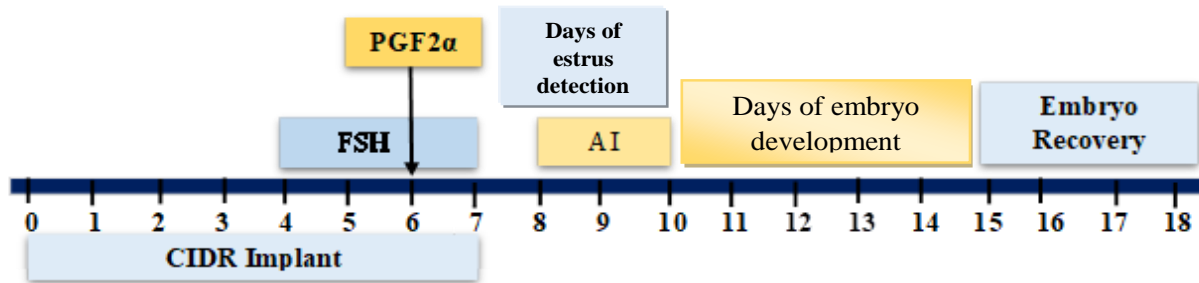 PGF2α
Days of
estrus
detection
FSH
AI
Days of embryo
development
Embryo
Recovery
0 1 2 3 4 5 6 7 8 9 10 11 12 13 14 15 16 17 18
CIDR Implant